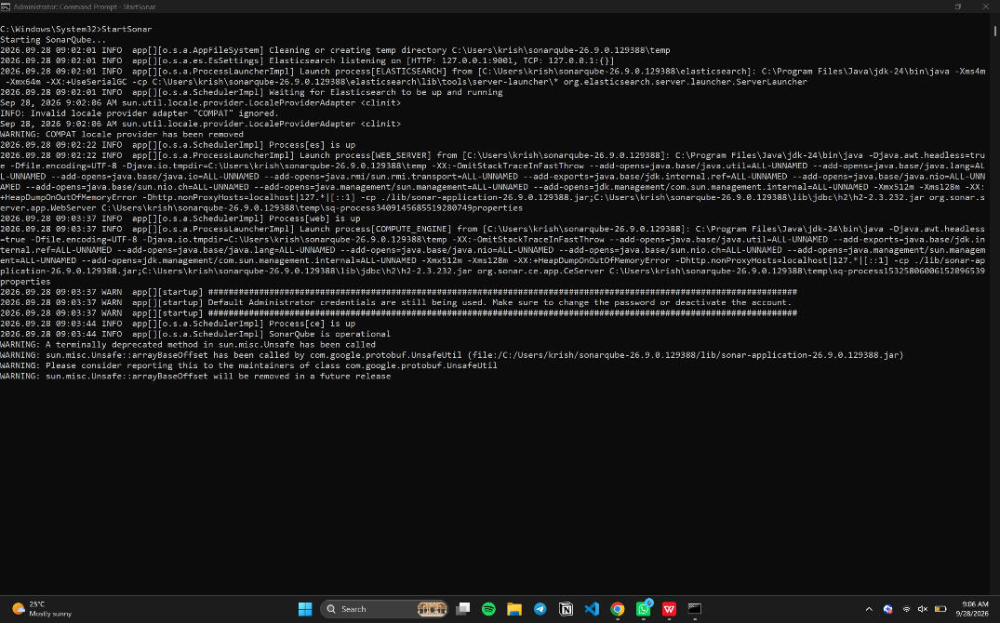 Administrator: Command Prompt - StartSonar
C:\Windows\System32>StartSonar
Starting SonarQube...
2026.09.28 09:02:01 INFO  app[][o.s.a.AppFileSystem] Cleaning or creating temp directory C:\Users\krish\sonarqube-26.9.0.129388\temp
2026.09.28 09:02:01 INFO  app[][o.s.a.es.EsSettings] Elasticsearch listening on [HTTP: 127.0.0.1:9001, TCP: 127.0.0.1:{}]
2026.09.28 09:02:01 INFO  app[][o.s.a.ProcessLauncherImpl] Launch process[ELASTICSEARCH] from [C:\Users\krish\sonarqube-26.9.0.129388\elasticsearch]: C:\Program Files\Java\jdk-24\bin\java -Xms4m
 -Xmx64m -XX:+UseSerialGC -cp C:\Users\krish\sonarqube-26.9.0.129388\elasticsearch\lib\tools\server-launcher\* org.elasticsearch.server.launcher.ServerLauncher
2026.09.28 09:02:01 INFO  app[][o.s.a.SchedulerImpl] Waiting for Elasticsearch to be up and running
Sep 28, 2026 9:02:06 AM sun.util.locale.provider.LocaleProviderAdapter <clinit>
INFO: Invalid locale provider adapter "COMPAT" ignored.
Sep 28, 2026 9:02:06 AM sun.util.locale.provider.LocaleProviderAdapter <clinit>
WARNING: COMPAT locale provider has been removed
2026.09.28 09:02:22 INFO  app[][o.s.a.SchedulerImpl] Process[es] is up
2026.09.28 09:02:22 INFO  app[][o.s.a.ProcessLauncherImpl] Launch process[WEB_SERVER] from [C:\Users\krish\sonarqube-26.9.0.129388]: C:\Program Files\Java\jdk-24\bin\java -Djava.awt.headless=tru
e -Dfile.encoding=UTF-8 -Djava.io.tmpdir=C:\Users\krish\sonarqube-26.9.0.129388\temp -XX:-OmitStackTraceInFastThrow --add-opens=java.base/java.util=ALL-UNNAMED --add-opens=java.base/java.lang=AL
L-UNNAMED --add-opens=java.base/java.io=ALL-UNNAMED --add-opens=java.rmi/sun.rmi.transport=ALL-UNNAMED --add-exports=java.base/jdk.internal.ref=ALL-UNNAMED --add-opens=java.base/java.nio=ALL-UNN
AMED --add-opens=java.base/sun.nio.ch=ALL-UNNAMED --add-opens=java.management/sun.management=ALL-UNNAMED --add-opens=jdk.management/com.sun.management.internal=ALL-UNNAMED -Xmx512m -Xms128m -XX:
+HeapDumpOnOutOfMemoryError -Dhttp.nonProxyHosts=localhost|127.*|[::1] -cp ./lib/sonar-application-26.9.0.129388.jar;C:\Users\krish\sonarqube-26.9.0.129388\lib\jdbc\h2\h2-2.3.232.jar org.sonar.s
erver.app.WebServer C:\Users\krish\sonarqube-26.9.0.129388\temp\sq-process3409145685519280749properties
2026.09.28 09:03:37 INFO  app[][o.s.a.SchedulerImpl] Process[web] is up
2026.09.28 09:03:37 INFO  app[][o.s.a.ProcessLauncherImpl] Launch process[COMPUTE_ENGINE] from [C:\Users\krish\sonarqube-26.9.0.129388]: C:\Program Files\Java\jdk-24\bin\java -Djava.awt.headless
=true -Dfile.encoding=UTF-8 -Djava.io.tmpdir=C:\Users\krish\sonarqube-26.9.0.129388\temp -XX:-OmitStackTraceInFastThrow --add-opens=java.base/java.util=ALL-UNNAMED --add-exports=java.base/jdk.in
ternal.ref=ALL-UNNAMED --add-opens=java.base/java.lang=ALL-UNNAMED --add-opens=java.base/java.nio=ALL-UNNAMED --add-opens=java.base/sun.nio.ch=ALL-UNNAMED --add-opens=java.management/sun.managem
ent=ALL-UNNAMED --add-opens=jdk.management/com.sun.management.internal=ALL-UNNAMED -Xmx512m -Xms128m -XX:+HeapDumpOnOutOfMemoryError -Dhttp.nonProxyHosts=localhost|127.*|[::1] -cp ./lib/sonar-ap
plication-26.9.0.129388.jar;C:\Users\krish\sonarqube-26.9.0.129388\lib\jdbc\h2\h2-2.3.232.jar org.sonar.ce.app.CeServer C:\Users\krish\sonarqube-26.9.0.129388\temp\sq-process15325806006152096539
properties
2026.09.28 09:03:37 WARN  app[][startup] ####################################################################################################################
2026.09.28 09:03:37 WARN  app[][startup] Default Administrator credentials are still being used. Make sure to change the password or deactivate the account.
2026.09.28 09:03:37 WARN  app[][startup] ####################################################################################################################
2026.09.28 09:03:44 INFO  app[][o.s.a.SchedulerImpl] Process[ce] is up
2026.09.28 09:03:44 INFO  app[][o.s.a.SchedulerImpl] SonarQube is operational
WARNING: A terminally deprecated method in sun.misc.Unsafe has been called
WARNING: sun.misc.Unsafe::arrayBaseOffset has been called by com.google.protobuf.UnsafeUtil (file:/C:/Users/krish/sonarqube-26.9.0.129388/lib/sonar-application-26.9.0.129388.jar)
WARNING: Please consider reporting this to the maintainers of class com.google.protobuf.UnsafeUtil
WARNING: sun.misc.Unsafe::arrayBaseOffset will be removed in a future release
25°C
Mostly sunny
Search
9:06 AM
9/28/2026